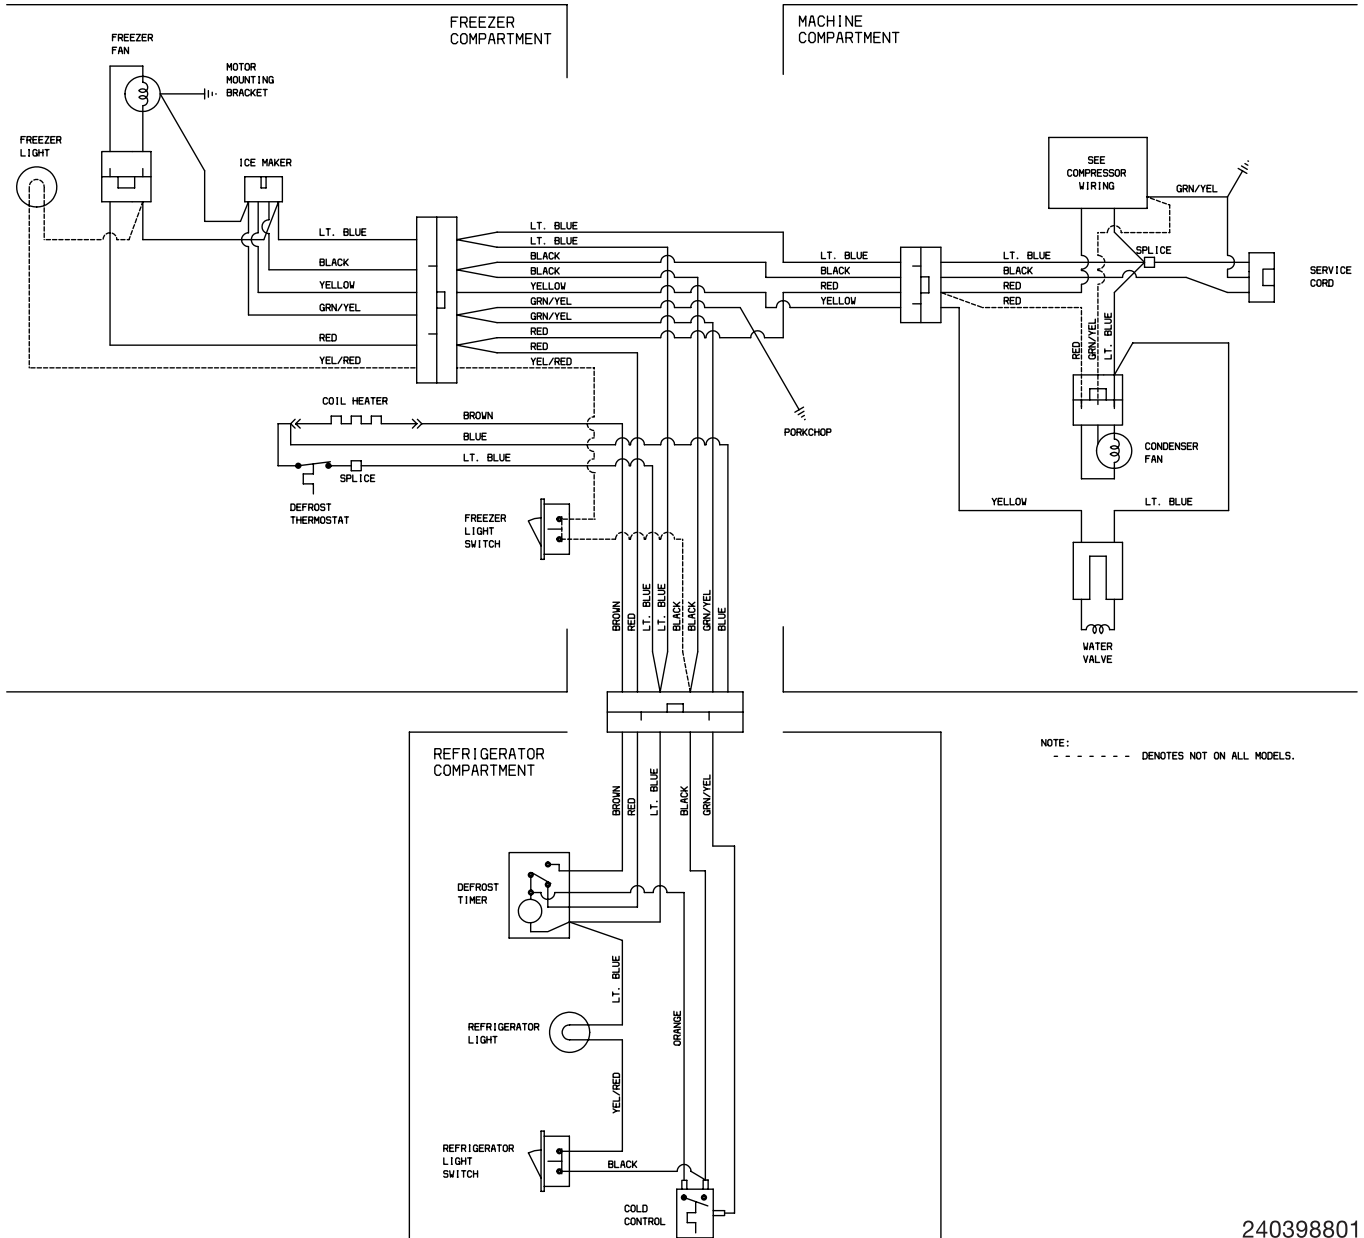 FREEZER
COMPARTMENT
MACHINE
COMPARTMENT
FREEZER
FAN
MOTOR
MOUNTING
BRACKET
FREEZER
LIGHT
ICE MAKER
SEE
COMPRESSOR
WIRING
GRN/YEL
LT. BLUE
BLACK
YELLOW
GRN/YEL
RED
YEL/RED
LT. BLUE
LT. BLUE
BLACK
BLACK
YELLOW
GRN/YEL
GRN/YEL
RED
RED
YEL/RED
LT. BLUE
BLACK
RED
YELLOW
LT. BLUE
BLACK
RED
RED
SPLICE
SERVICE
CORD
RED
GRN/YEL
LT. BLUE
COIL HEATER
BROWN
BLUE
LT. BLUE
SPLICE
DEFROST
THERMOSTAT
PORKCHOP
CONDENSER
FAN
FREEZER
LIGHT
SWITCH
YELLOW
LT. BLUE
BROWN
RED
LT. BLUE
LT. BLUE
BLACK
BLACK
GRN/YEL
BLUE
WATER
VALVE
REFRIGERATOR
COMPARTMENT
NOTE:
- - - - - - - DENOTES NOT ON ALL MODELS.
BROWN
RED
LT. BLUE
BLACK
GRN/YEL
DEFROST
TIMER
LT. BLUE
REFRIGERATOR
LIGHT
ORANGE
YEL/RED
REFRIGERATOR
LIGHT
SWITCH
BLACK
COLD
CONTROL
240398801